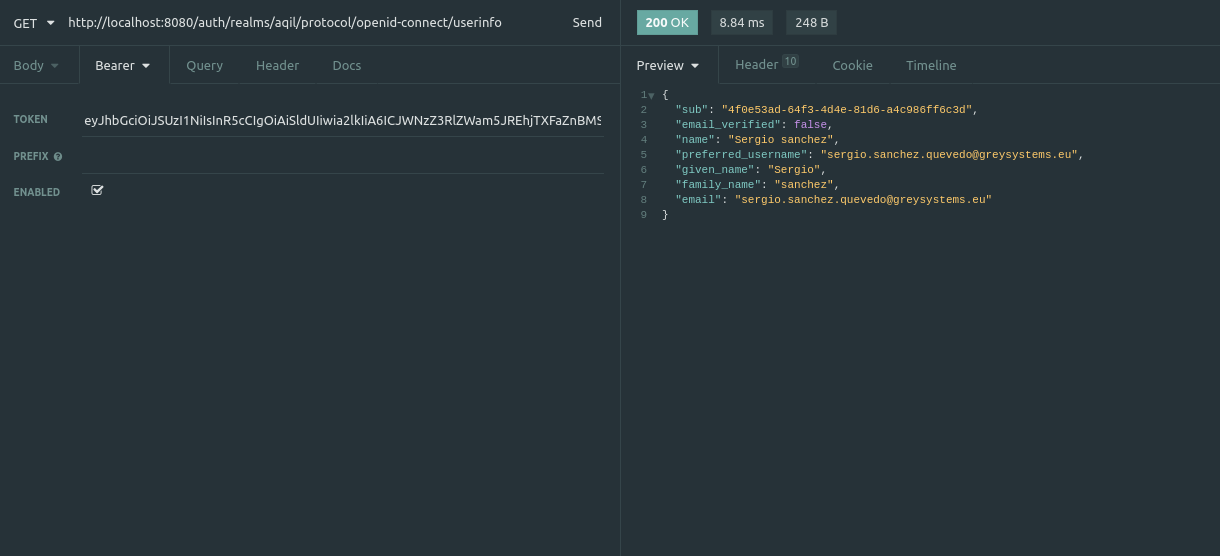 GET http://localhost:8080/auth/realms/aqil/protocol/openid-connect/userinfo Send
Body Bearer Query Header Docs
TOKEN eyJhbGciOiJSUzI1NiIsInR5cCIgOiAiSldUIiwia2lkIiA6ICJWNzZ3RlZWam5JREhjTXFaZnBMS
PREFIX
ENABLED
200 OK 8.84 ms 248 B
Preview Header 10 Cookie Timeline
1 {
2 "sub": "4f0e53ad-64f3-4d4e-81d6-a4c986ff6c3d",
3 "email_verified": false,
4 "name": "Sergio sanchez",
5 "preferred_username": "sergio.sanchez.quevedo@greysystems.eu",
6 "given_name": "Sergio",
7 "family_name": "sanchez",
8 "email": "sergio.sanchez.quevedo@greysystems.eu"
9 }